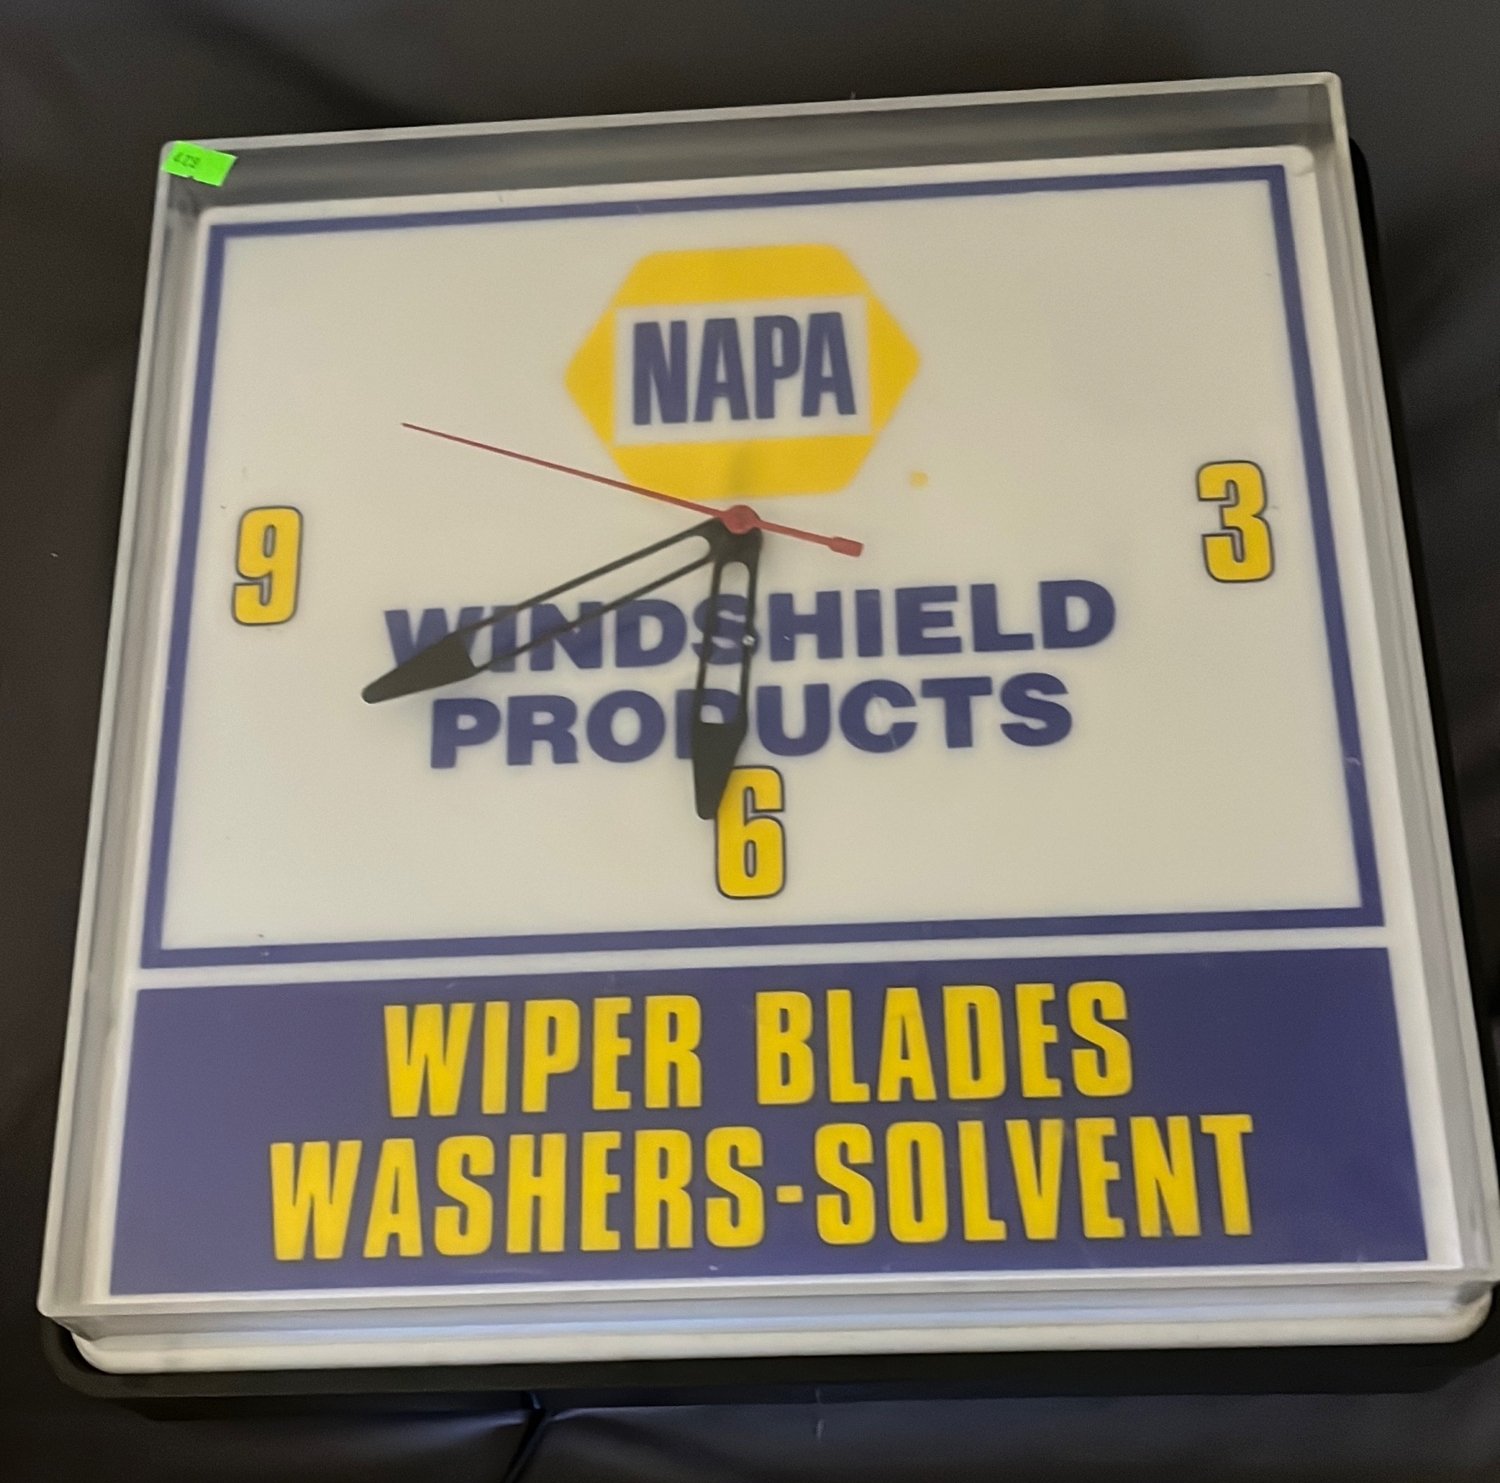 NAPA
9
3
WINDSHIELD
PRODUCTS
6
WIPER BLADES
WASHERS-SOLVENT